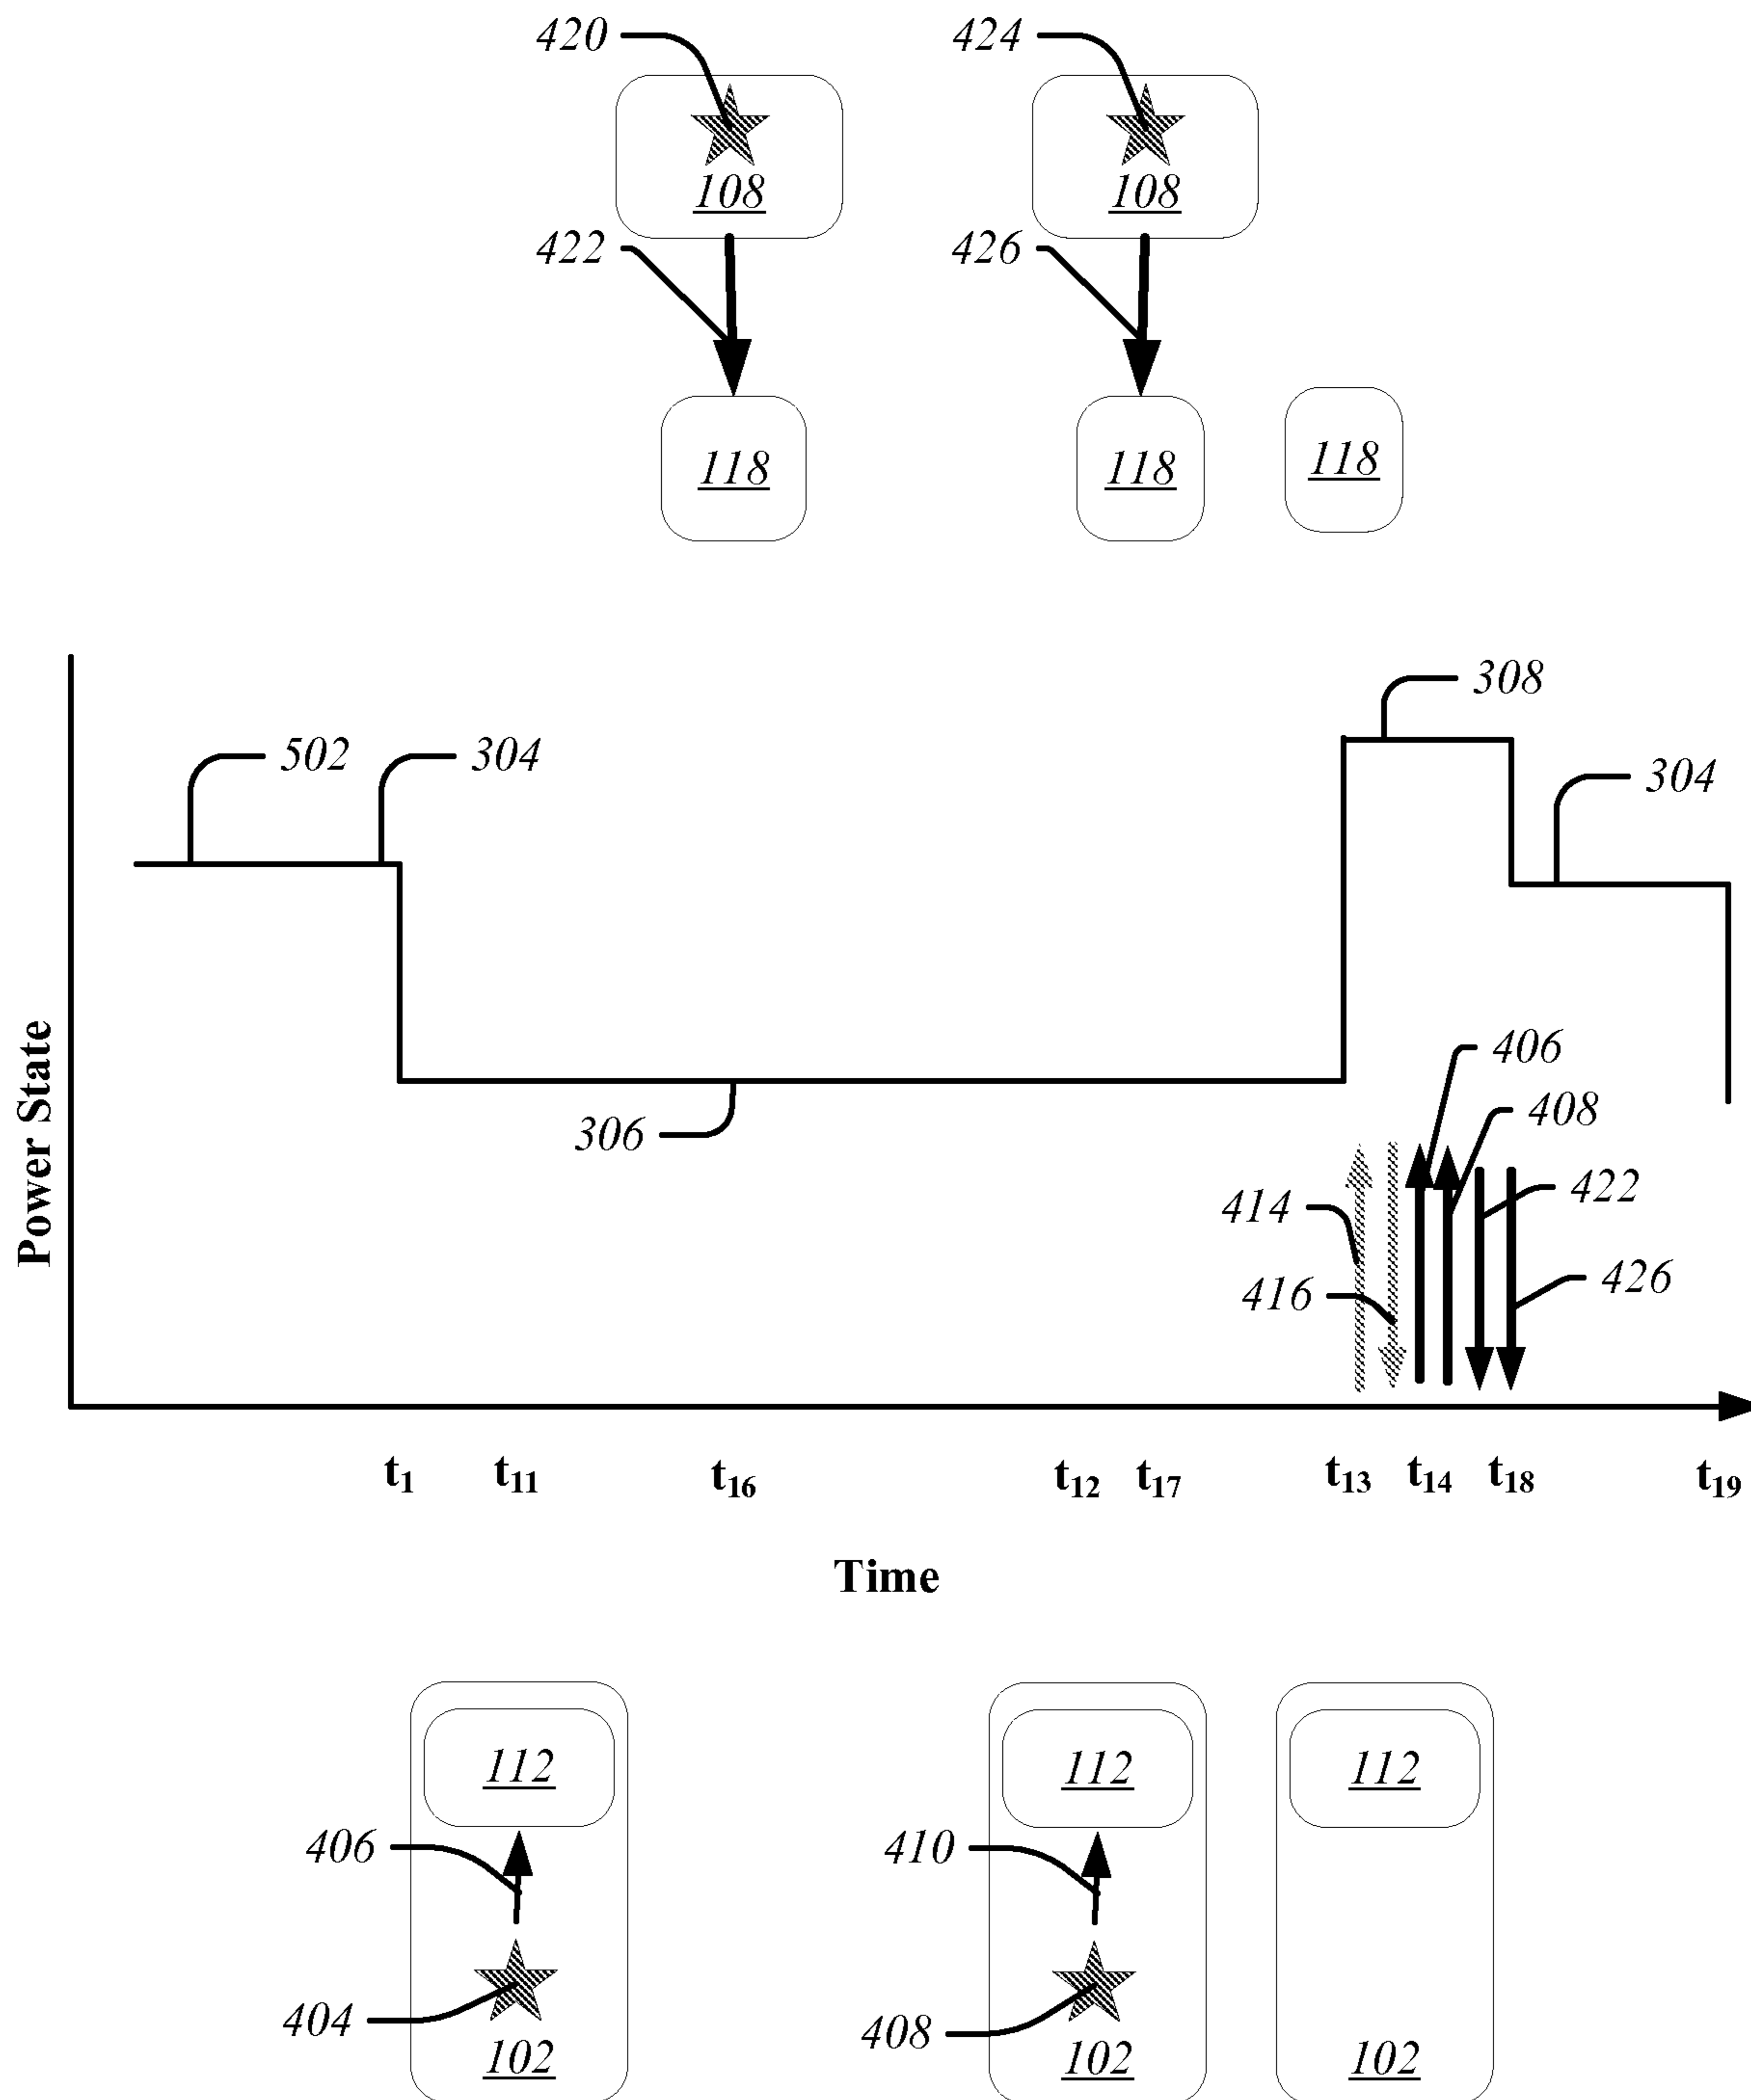 420 424
108 108
422 426
118 118 118
308
502 304 304
Power State
406
306 408
414 422
416 426
t₁ t₁₁ t₁₆ t₁₂ t₁₇ t₁₃ t₁₄ t₁₈ t₁₉
Time
112 112 112
406 410
404 408
102 102 102